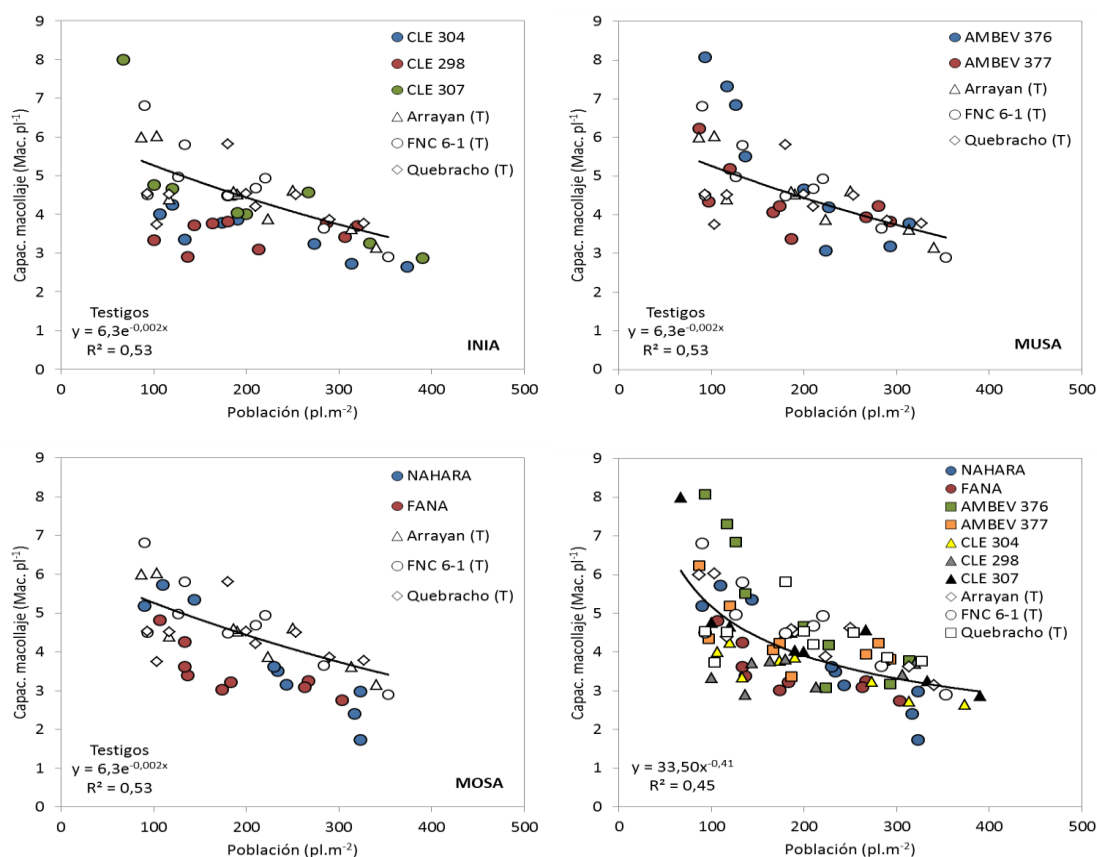 9
8
7
6
5
4
3
2
1
0
Capac. macollaje (Mac. pl⁻¹)
CLE 304
CLE 298
CLE 307
Arrayan (T)
FNC 6-1 (T)
Quebracho (T)
Testigos
y = 6,3e^-0,002x
R² = 0,53
INIA
0 100 200 300 400 500
Población (pl.m⁻²)
9
8
7
6
5
4
3
2
1
0
Capac. macollaje (Mac. pl⁻¹)
AMBEV 376
AMBEV 377
Arrayan (T)
FNC 6-1 (T)
Quebracho (T)
Testigos
y = 6,3e^-0,002x
R² = 0,53
MUSA
0 100 200 300 400 500
Población (pl.m⁻²)
9
8
7
6
5
4
3
2
1
0
Capac. macollaje (Mac. pl⁻¹)
NAHARA
FANA
Arrayan (T)
FNC 6-1 (T)
Quebracho (T)
Testigos
y = 6,3e^-0,002x
R² = 0,53
MOSA
0 100 200 300 400 500
Población (pl.m⁻²)
9
8
7
6
5
4
3
2
1
0
Capac. macollaje (Mac. pl⁻¹)
NAHARA
FANA
AMBEV 376
AMBEV 377
CLE 304
CLE 298
CLE 307
Arrayan (T)
FNC 6-1 (T)
Quebracho (T)
y = 33,50x^-0,41
R² = 0,45
0 100 200 300 400 500
Población (pl.m⁻²)